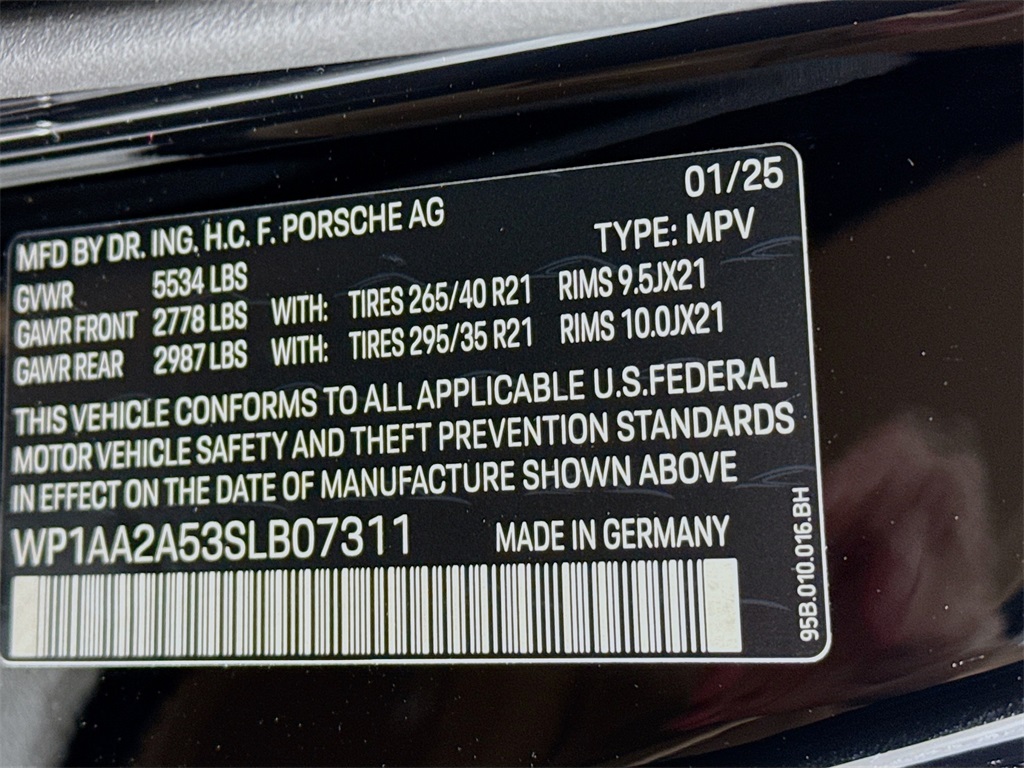 01/25
MFD BY DR. ING. H.C. F. PORSCHE AG
TYPE: MPV
GVWR 5534 LBS
GAWR FRONT 2778 LBS WITH: TIRES 265/40 R21 RIMS 9.5JX21
GAWR REAR 2987 LBS WITH: TIRES 295/35 R21 RIMS 10.0JX21
THIS VEHICLE CONFORMS TO ALL APPLICABLE U.S.FEDERAL
MOTOR VEHICLE SAFETY AND THEFT PREVENTION STANDARDS
IN EFFECT ON THE DATE OF MANUFACTURE SHOWN ABOVE
WP1AA2A53SLB07311 MADE IN GERMANY
95B.010.016.BH